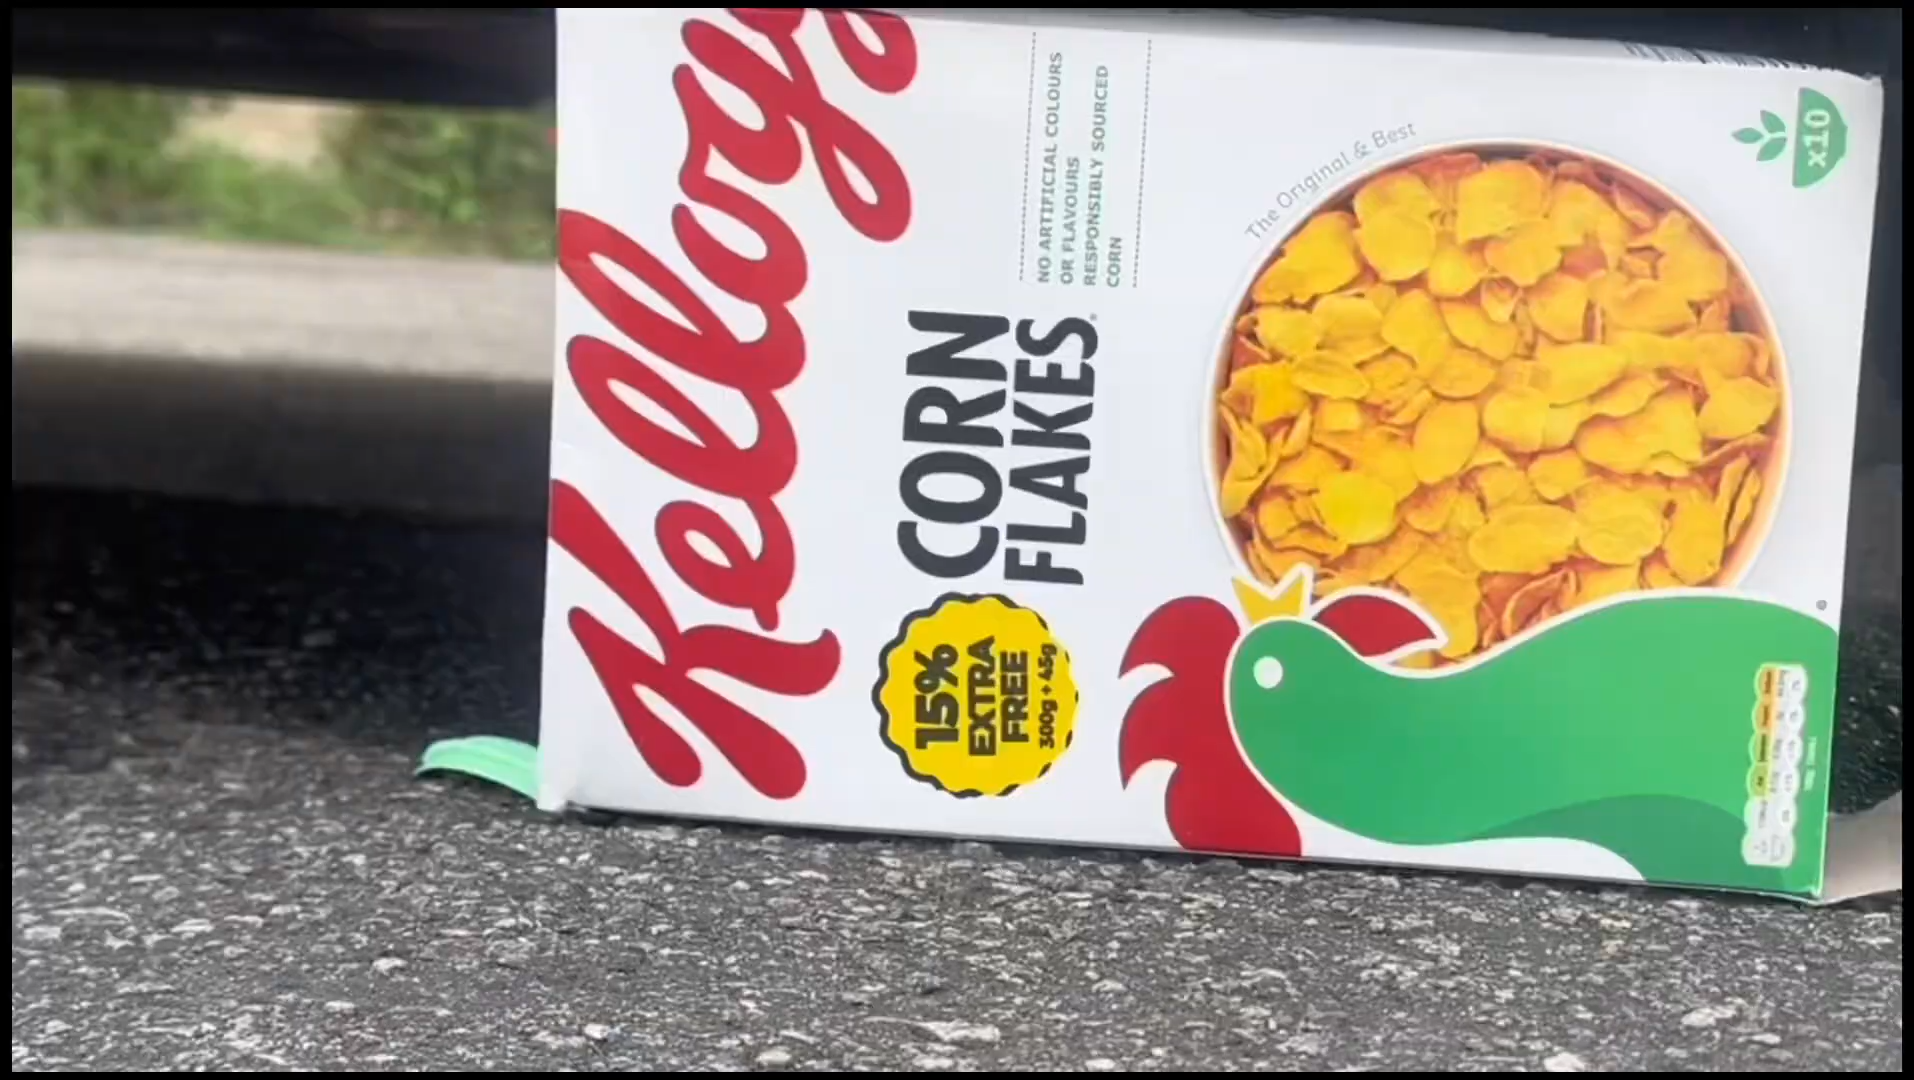 Kellogg
NO ARTIFICIAL COLOURS
OR FLAVOURS
RESPONSIBLY SOURCED
CORN
CORN
FLAKES
15%
EXTRA
FREE
300g + 45g
The Original & Best
x10